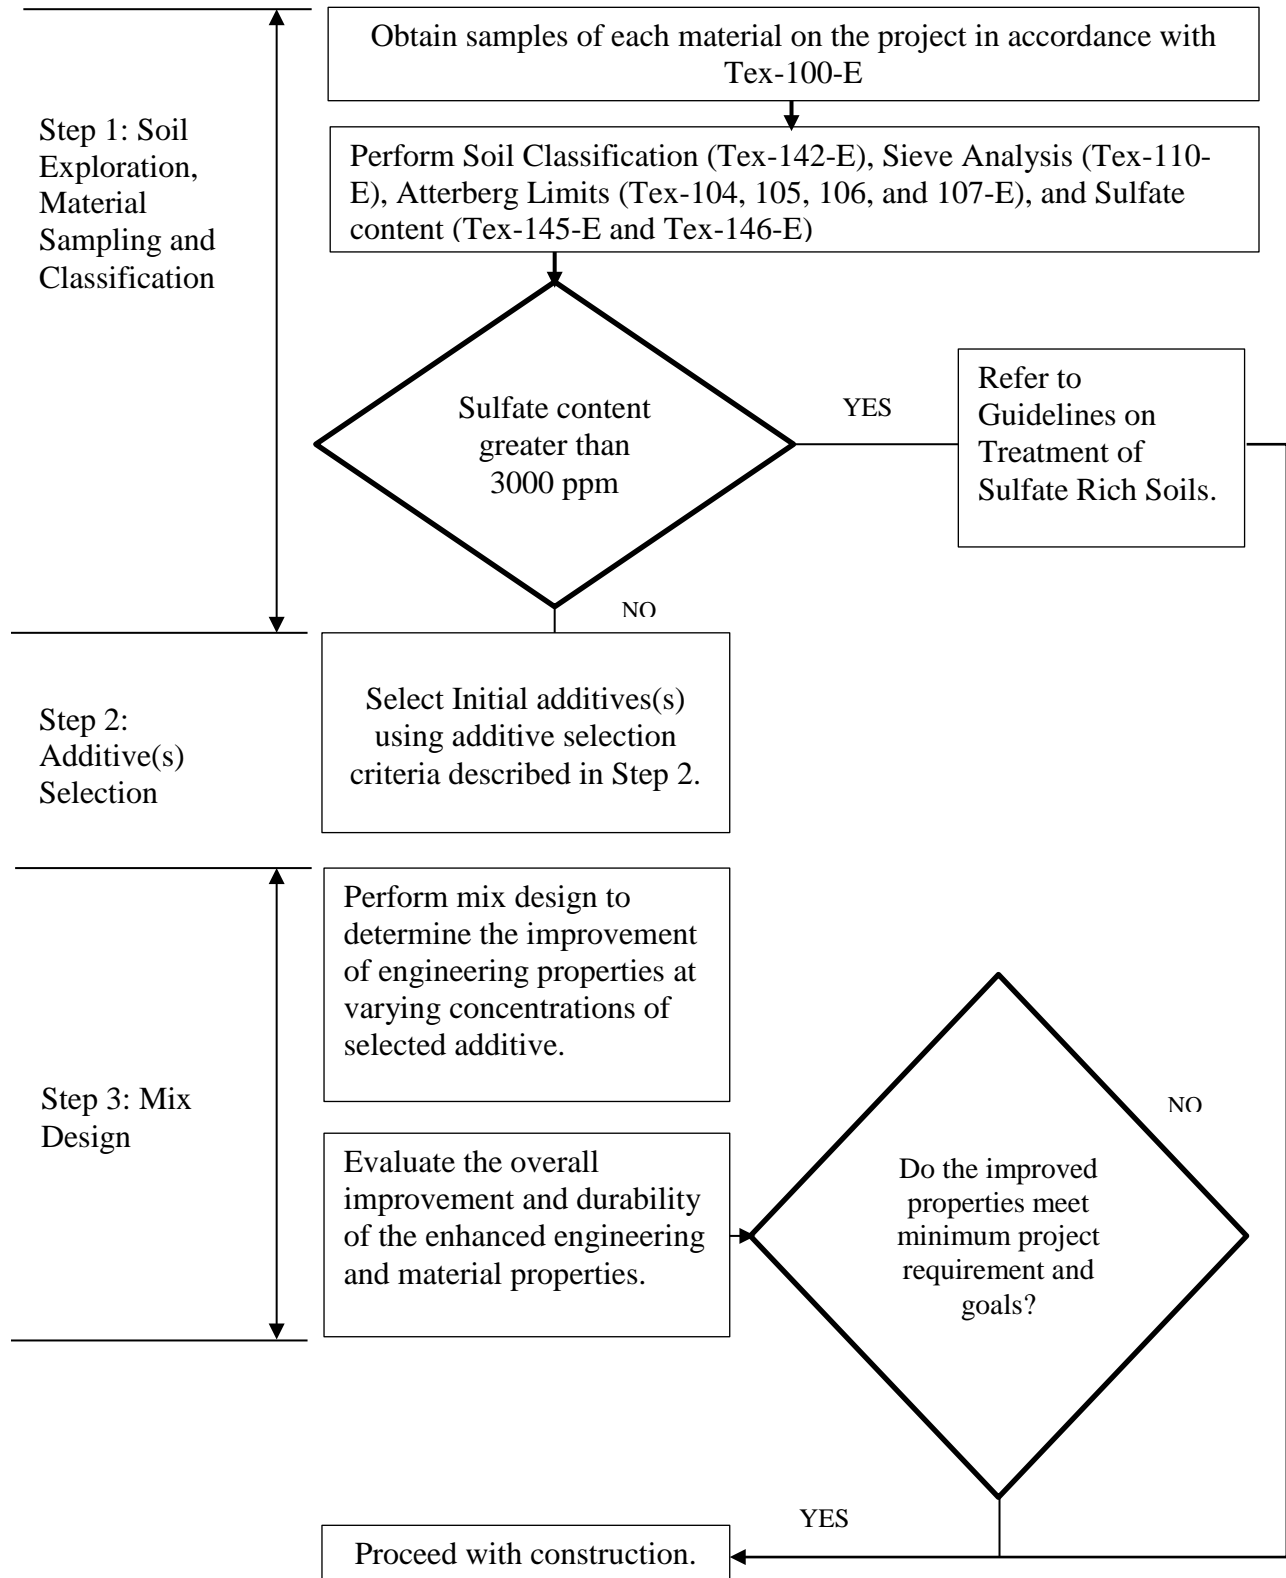 Obtain samples of each material on the project in accordance with
Tex-100-E
Step 1: Soil
Exploration,
Material
Sampling and
Classification
Perform Soil Classification (Tex-142-E), Sieve Analysis (Tex-110-
E), Atterberg Limits (Tex-104, 105, 106, and 107-E), and Sulfate
content (Tex-145-E and Tex-146-E)
Sulfate content
greater than
3000 ppm
YES
Refer to
Guidelines on
Treatment of
Sulfate Rich Soils.
NO
Step 2:
Additive(s)
Selection
Select Initial additives(s)
using additive selection
criteria described in Step 2.
Step 3: Mix
Design
Perform mix design to
determine the improvement
of engineering properties at
varying concentrations of
selected additive.
Evaluate the overall
improvement and durability
of the enhanced engineering
and material properties.
NO
Do the improved
properties meet
minimum project
requirement and
goals?
YES
Proceed with construction.